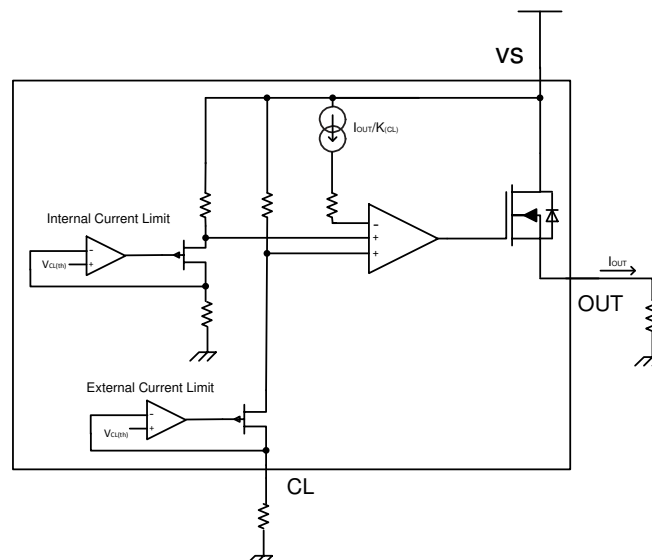 VS
IOUT/K(CL)
Internal Current Limit
VCL(th)
IOUT
OUT
External Current Limit
VCL(th)
CL